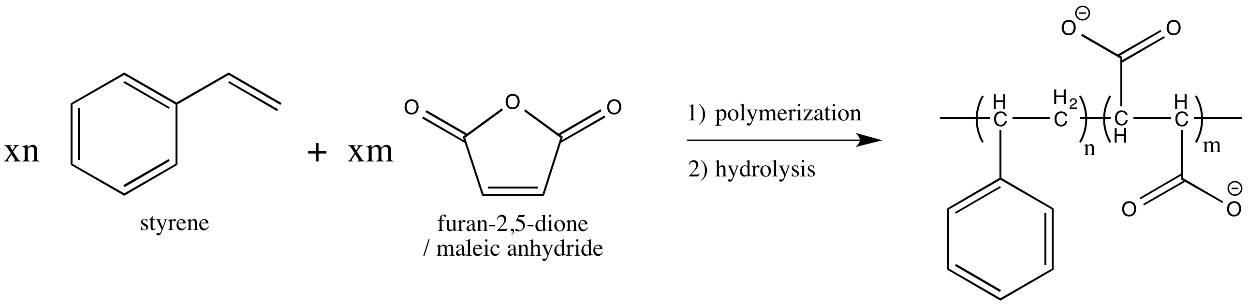 xn
styrene
+
xm
O
O
O
furan-2,5-dione
/ maleic anhydride
1) polymerization
2) hydrolysis
O ⊖
O
H
C
H2
C
n
H
H
C
m
O
O ⊖